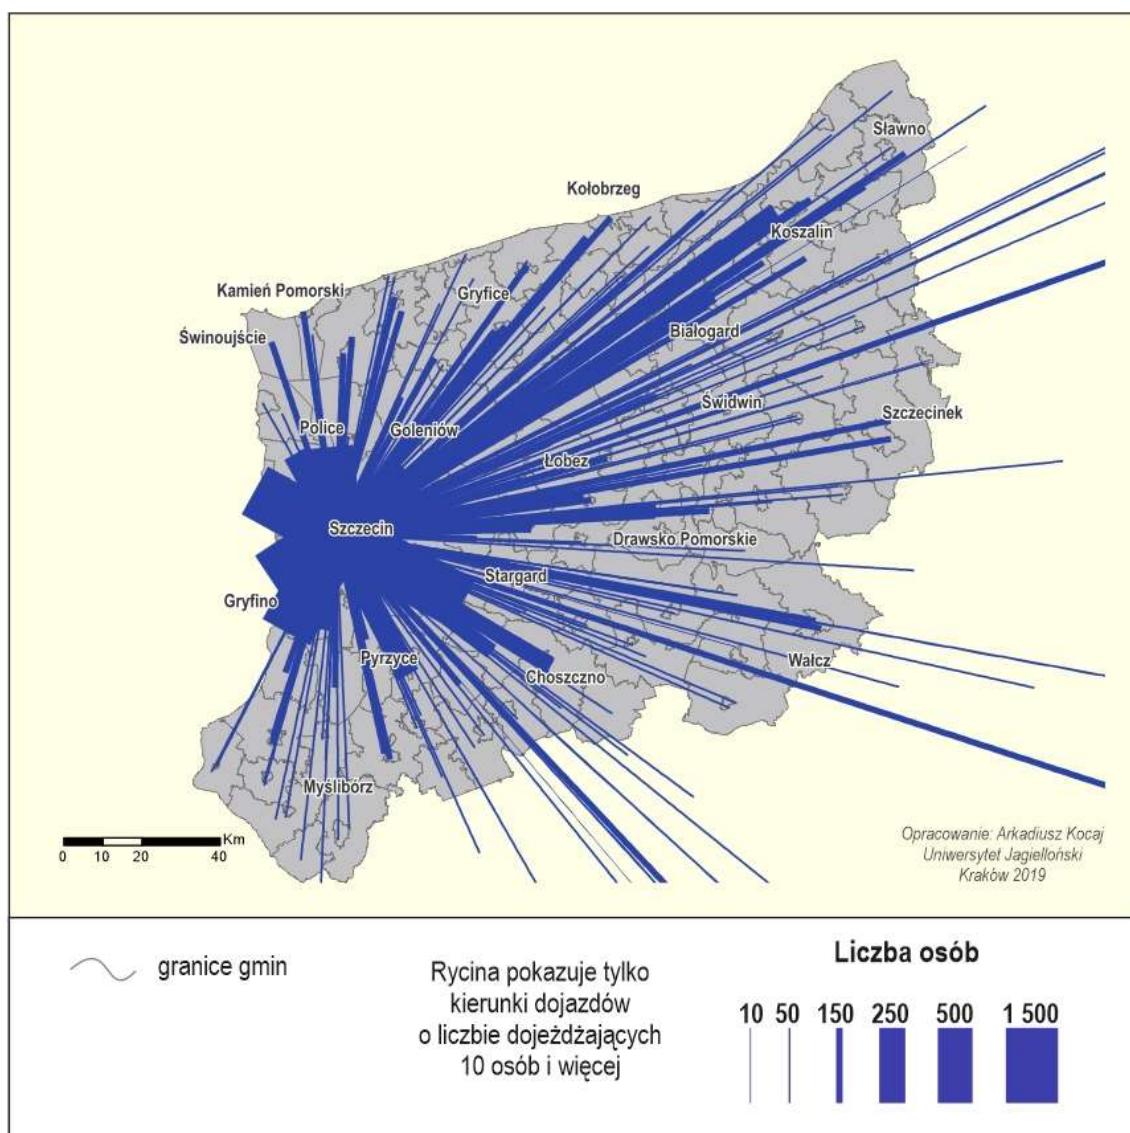 Sławno
Kołobrzeg
Koszalin
Kamień Pomorski
Gryfice
Świnoujście
Białogard
Świdwin
Szczecinek
Police
Goleniów
Łobez
Szczecin
Drawsko Pomorskie
Stargard
Gryfino
Pyrzyce
Wałcz
Choszczno
Myślibórz
Km
0 10 20 40
Opracowanie: Arkadiusz Kocaj
Uniwersytet Jagielloński
Kraków 2019
granice gmin
Rycina pokazuje tylko
kierunki dojazdów
o liczbie dojeżdżających
10 osób i więcej
Liczba osób
10 50 150 250 500 1 500